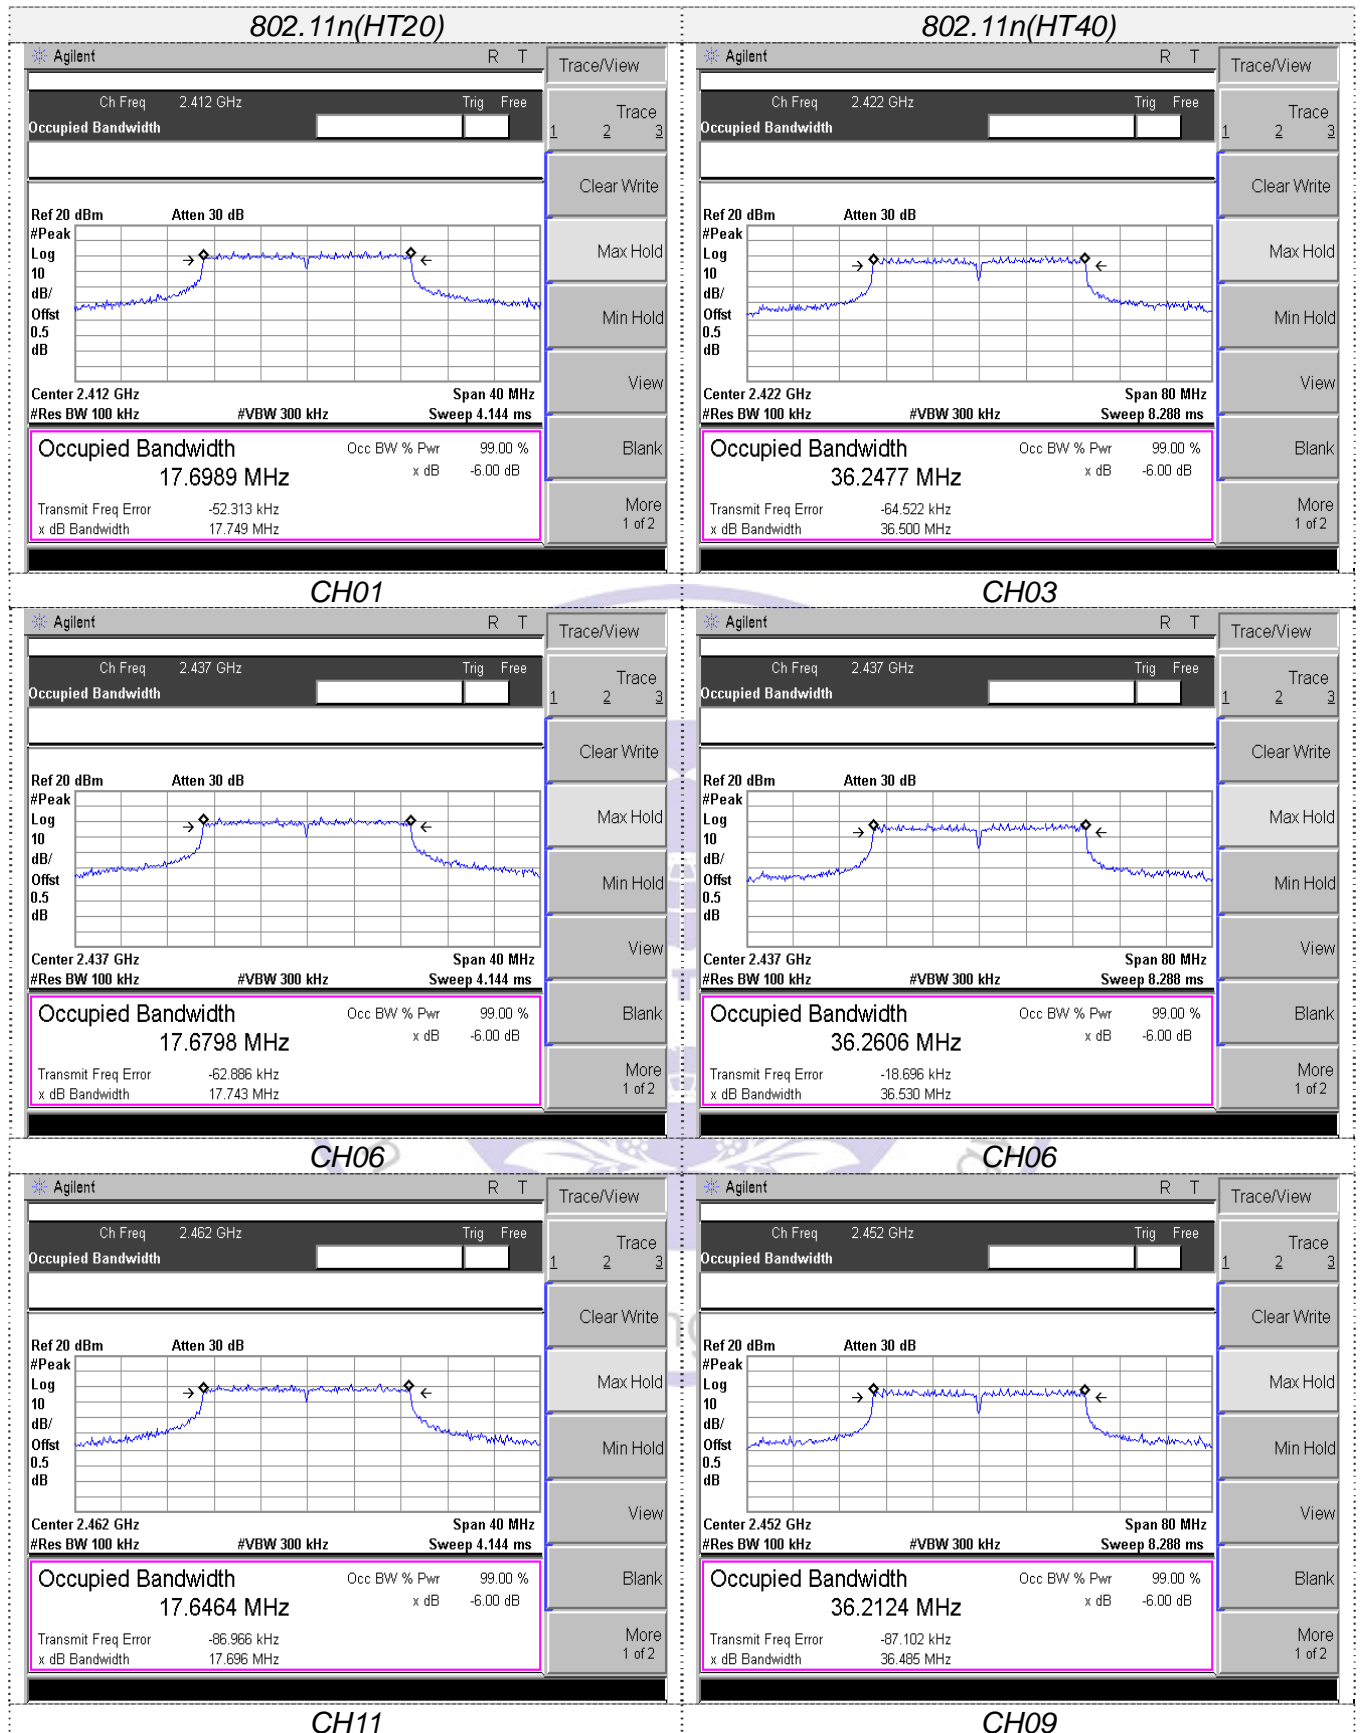 802.11n(HT20)
Agilent R T
Trace/View
Ch Freq 2.412 GHz Trig Free
Occupied Bandwidth
Trace
1 2 3
Clear Write
Ref 20 dBm Atten 30 dB
#Peak
Log
10
dB/
Offst
0.5
dB
Max Hold
Min Hold
View
Center 2.412 GHz Span 40 MHz
#Res BW 100 kHz #VBW 300 kHz Sweep 4.144 ms
Occupied Bandwidth Occ BW % Pwr 99.00 %
17.6989 MHz x dB -6.00 dB
Blank
Transmit Freq Error -52.313 kHz
x dB Bandwidth 17.749 MHz
More
1 of 2
CH01
802.11n(HT40)
Agilent R T
Trace/View
Ch Freq 2.422 GHz Trig Free
Occupied Bandwidth
Trace
1 2 3
Clear Write
Ref 20 dBm Atten 30 dB
#Peak
Log
10
dB/
Offst
0.5
dB
Max Hold
Min Hold
View
Center 2.422 GHz Span 80 MHz
#Res BW 100 kHz #VBW 300 kHz Sweep 8.288 ms
Occupied Bandwidth Occ BW % Pwr 99.00 %
36.2477 MHz x dB -6.00 dB
Blank
Transmit Freq Error -64.522 kHz
x dB Bandwidth 36.500 MHz
More
1 of 2
CH03
Agilent R T
Trace/View
Ch Freq 2.437 GHz Trig Free
Occupied Bandwidth
Trace
1 2 3
Clear Write
Ref 20 dBm Atten 30 dB
#Peak
Log
10
dB/
Offst
0.5
dB
Max Hold
Min Hold
View
Center 2.437 GHz Span 40 MHz
#Res BW 100 kHz #VBW 300 kHz Sweep 4.144 ms
Occupied Bandwidth Occ BW % Pwr 99.00 %
17.6798 MHz x dB -6.00 dB
Blank
Transmit Freq Error -62.886 kHz
x dB Bandwidth 17.743 MHz
More
1 of 2
CH06
Agilent R T
Trace/View
Ch Freq 2.437 GHz Trig Free
Occupied Bandwidth
Trace
1 2 3
Clear Write
Ref 20 dBm Atten 30 dB
#Peak
Log
10
dB/
Offst
0.5
dB
Max Hold
Min Hold
View
Center 2.437 GHz Span 80 MHz
#Res BW 100 kHz #VBW 300 kHz Sweep 8.288 ms
Occupied Bandwidth Occ BW % Pwr 99.00 %
36.2606 MHz x dB -6.00 dB
Blank
Transmit Freq Error -18.696 kHz
x dB Bandwidth 36.530 MHz
More
1 of 2
CH06
Agilent R T
Trace/View
Ch Freq 2.462 GHz Trig Free
Occupied Bandwidth
Trace
1 2 3
Clear Write
Ref 20 dBm Atten 30 dB
#Peak
Log
10
dB/
Offst
0.5
dB
Max Hold
Min Hold
View
Center 2.462 GHz Span 40 MHz
#Res BW 100 kHz #VBW 300 kHz Sweep 4.144 ms
Occupied Bandwidth Occ BW % Pwr 99.00 %
17.6464 MHz x dB -6.00 dB
Blank
Transmit Freq Error -86.966 kHz
x dB Bandwidth 17.696 MHz
More
1 of 2
CH11
Agilent R T
Trace/View
Ch Freq 2.452 GHz Trig Free
Occupied Bandwidth
Trace
1 2 3
Clear Write
Ref 20 dBm Atten 30 dB
#Peak
Log
10
dB/
Offst
0.5
dB
Max Hold
Min Hold
View
Center 2.452 GHz Span 80 MHz
#Res BW 100 kHz #VBW 300 kHz Sweep 8.288 ms
Occupied Bandwidth Occ BW % Pwr 99.00 %
36.2124 MHz x dB -6.00 dB
Blank
Transmit Freq Error -87.102 kHz
x dB Bandwidth 36.485 MHz
More
1 of 2
CH09